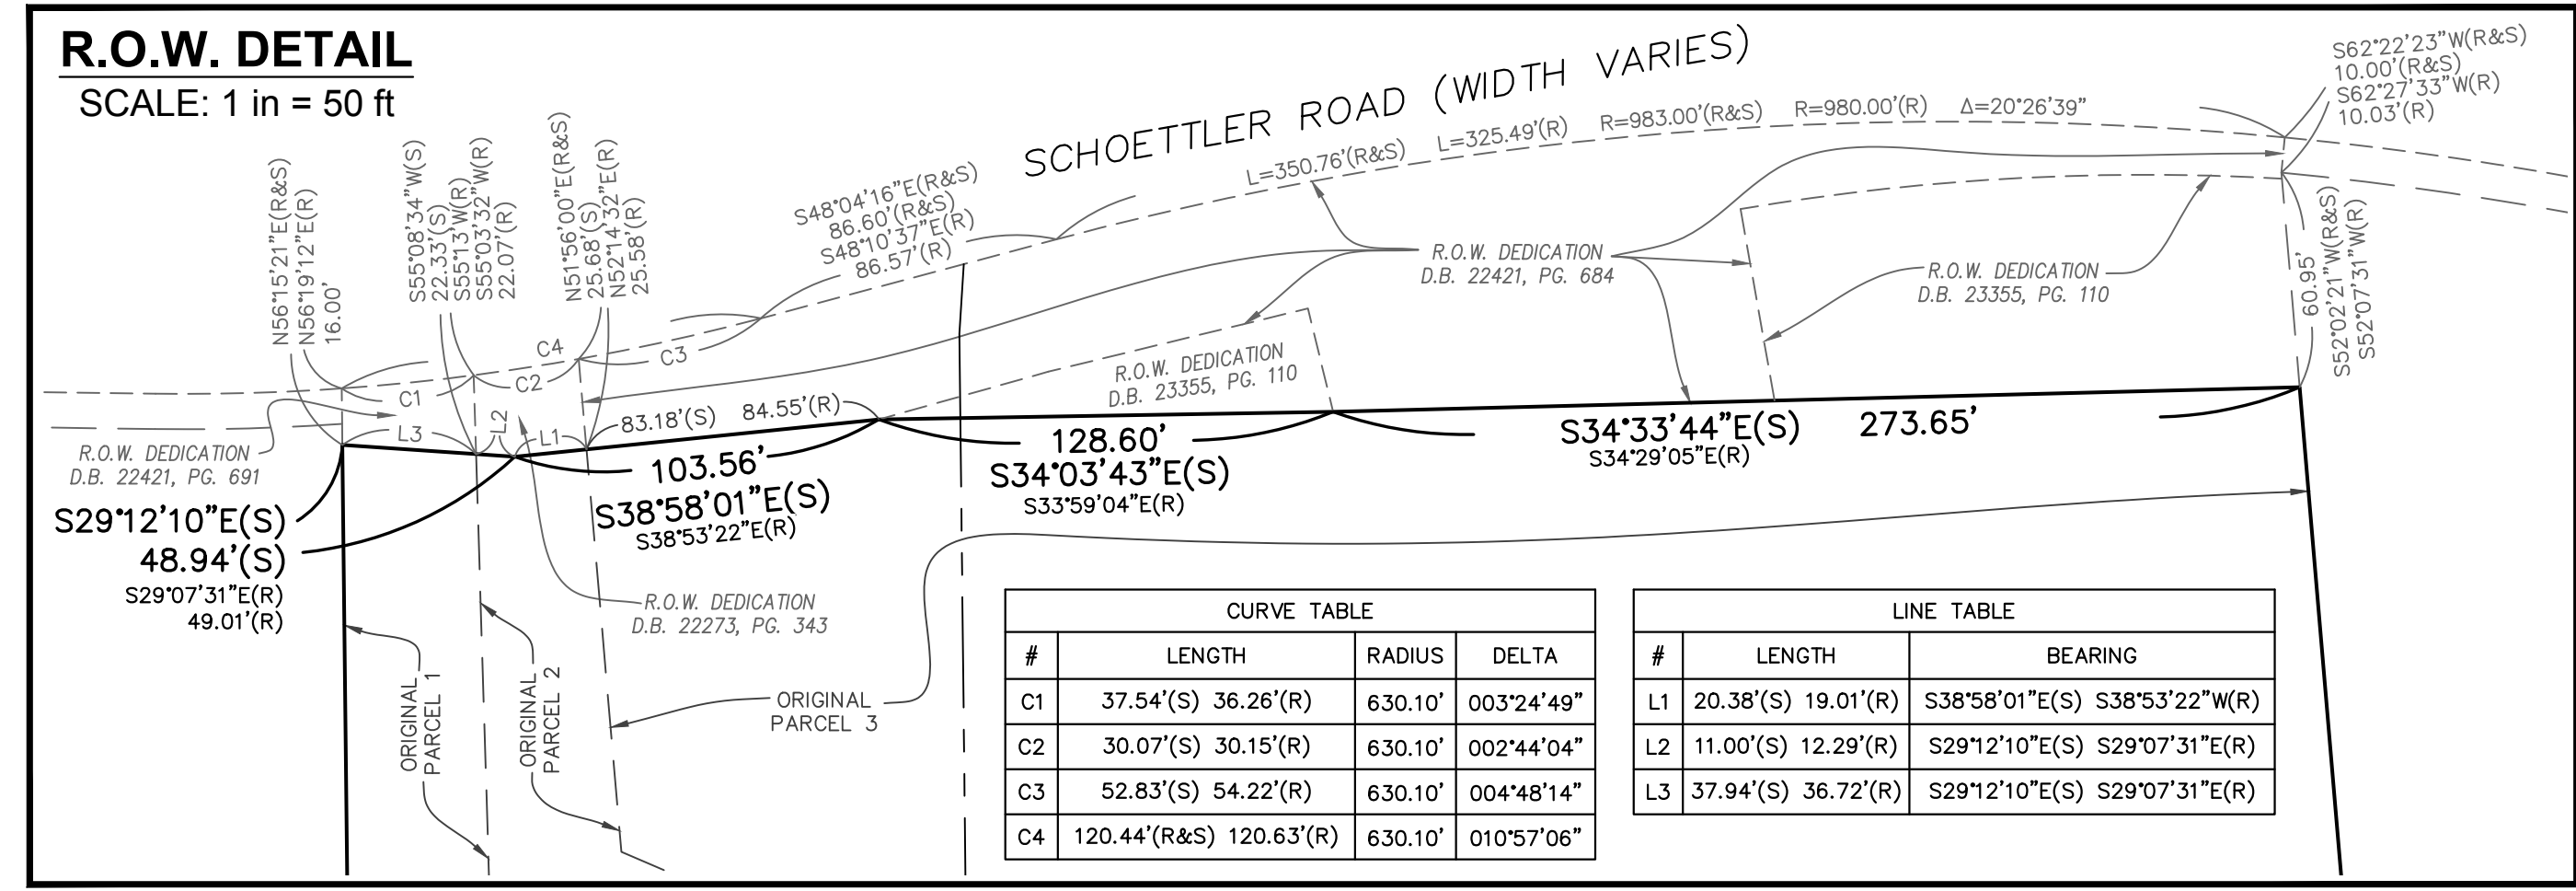 R.O.W. DETAIL
SCALE: 1 in = 50 ft
SCHOETTLER ROAD (WIDTH VARIES)
N56°15'21"E(R&S)
N56°19'12"E(R)
16.00'
S55°08'34"W(S)
22.33'(S)
S55°13'W(R)
S55°03'32"W(R)
22.07'(R)
N51°56'00"E(R&S)
25.68'(S)
N52°14'32"E(R)
25.58'(R)
S48°04'16"E(R&S)
86.60'(R&S)
S48°10'37"E(R)
86.57'(R)
L=350.76'(R&S)
L=325.49'(R)
R=983.00'(R&S)
R=980.00'(R)
Δ=20°26'39"
S62°22'23"W(R&S)
10.00'(R&S)
S62°27'33"W(R)
10.03'(R)
60.95'
S52°02'21"W(R&S)
S52°07'31"W(R)
R.O.W. DEDICATION
D.B. 22421, PG. 684
R.O.W. DEDICATION
D.B. 23355, PG. 110
R.O.W. DEDICATION
D.B. 23355, PG. 110
C4
C3
C2
C1
L3
L2
L1
83.18'(S) 84.55'(R)
R.O.W. DEDICATION
D.B. 22421, PG. 691
103.56'
S38°58'01"E(S)
S38°53'22"E(R)
128.60'
S34°03'43"E(S)
S33°59'04"E(R)
S34°33'44"E(S) 273.65'
S34°29'05"E(R)
S29°12'10"E(S)
48.94'(S)
S29°07'31"E(R)
49.01'(R)
R.O.W. DEDICATION
D.B. 22273, PG. 343
ORIGINAL
PARCEL 1
ORIGINAL
PARCEL 2
ORIGINAL
PARCEL 3
CURVE TABLE
# LENGTH RADIUS DELTA
C1 37.54'(S) 36.26'(R) 630.10' 003°24'49"
C2 30.07'(S) 30.15'(R) 630.10' 002°44'04"
C3 52.83'(S) 54.22'(R) 630.10' 004°48'14"
C4 120.44'(R&S) 120.63'(R) 630.10' 010°57'06"
LINE TABLE
# LENGTH BEARING
L1 20.38'(S) 19.01'(R) S38°58'01"E(S) S38°53'22"W(R)
L2 11.00'(S) 12.29'(R) S29°12'10"E(S) S29°07'31"E(R)
L3 37.94'(S) 36.72'(R) S29°12'10"E(S) S29°07'31"E(R)